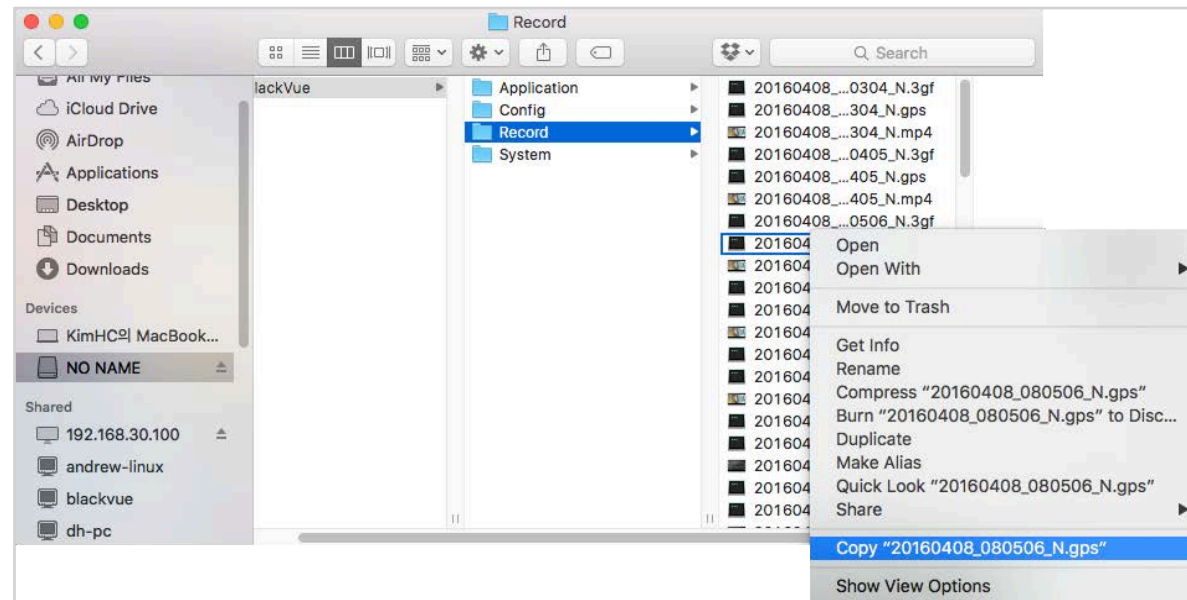 Record
Search
All My Files
iCloud Drive
AirDrop
Applications
Desktop
Documents
Downloads
Devices
KimHC의 MacBook...
NO NAME
Shared
192.168.30.100
andrew-linux
blackvue
dh-pc
lackVue
Application
Config
Record
System
20160408_...0304_N.3gf
20160408_...304_N.gps
20160408_...304_N.mp4
20160408_...0405_N.3gf
20160408_...405_N.gps
20160408_...405_N.mp4
20160408_...0506_N.3gf
201604
201604
201604
201604
201604
201604
201604
201604
201604
201604
201604
201604
201604
Open
Open With
Move to Trash
Get Info
Rename
Compress “20160408_080506_N.gps”
Burn “20160408_080506_N.gps” to Disc...
Duplicate
Make Alias
Quick Look “20160408_080506_N.gps”
Share
Copy “20160408_080506_N.gps”
Show View Options